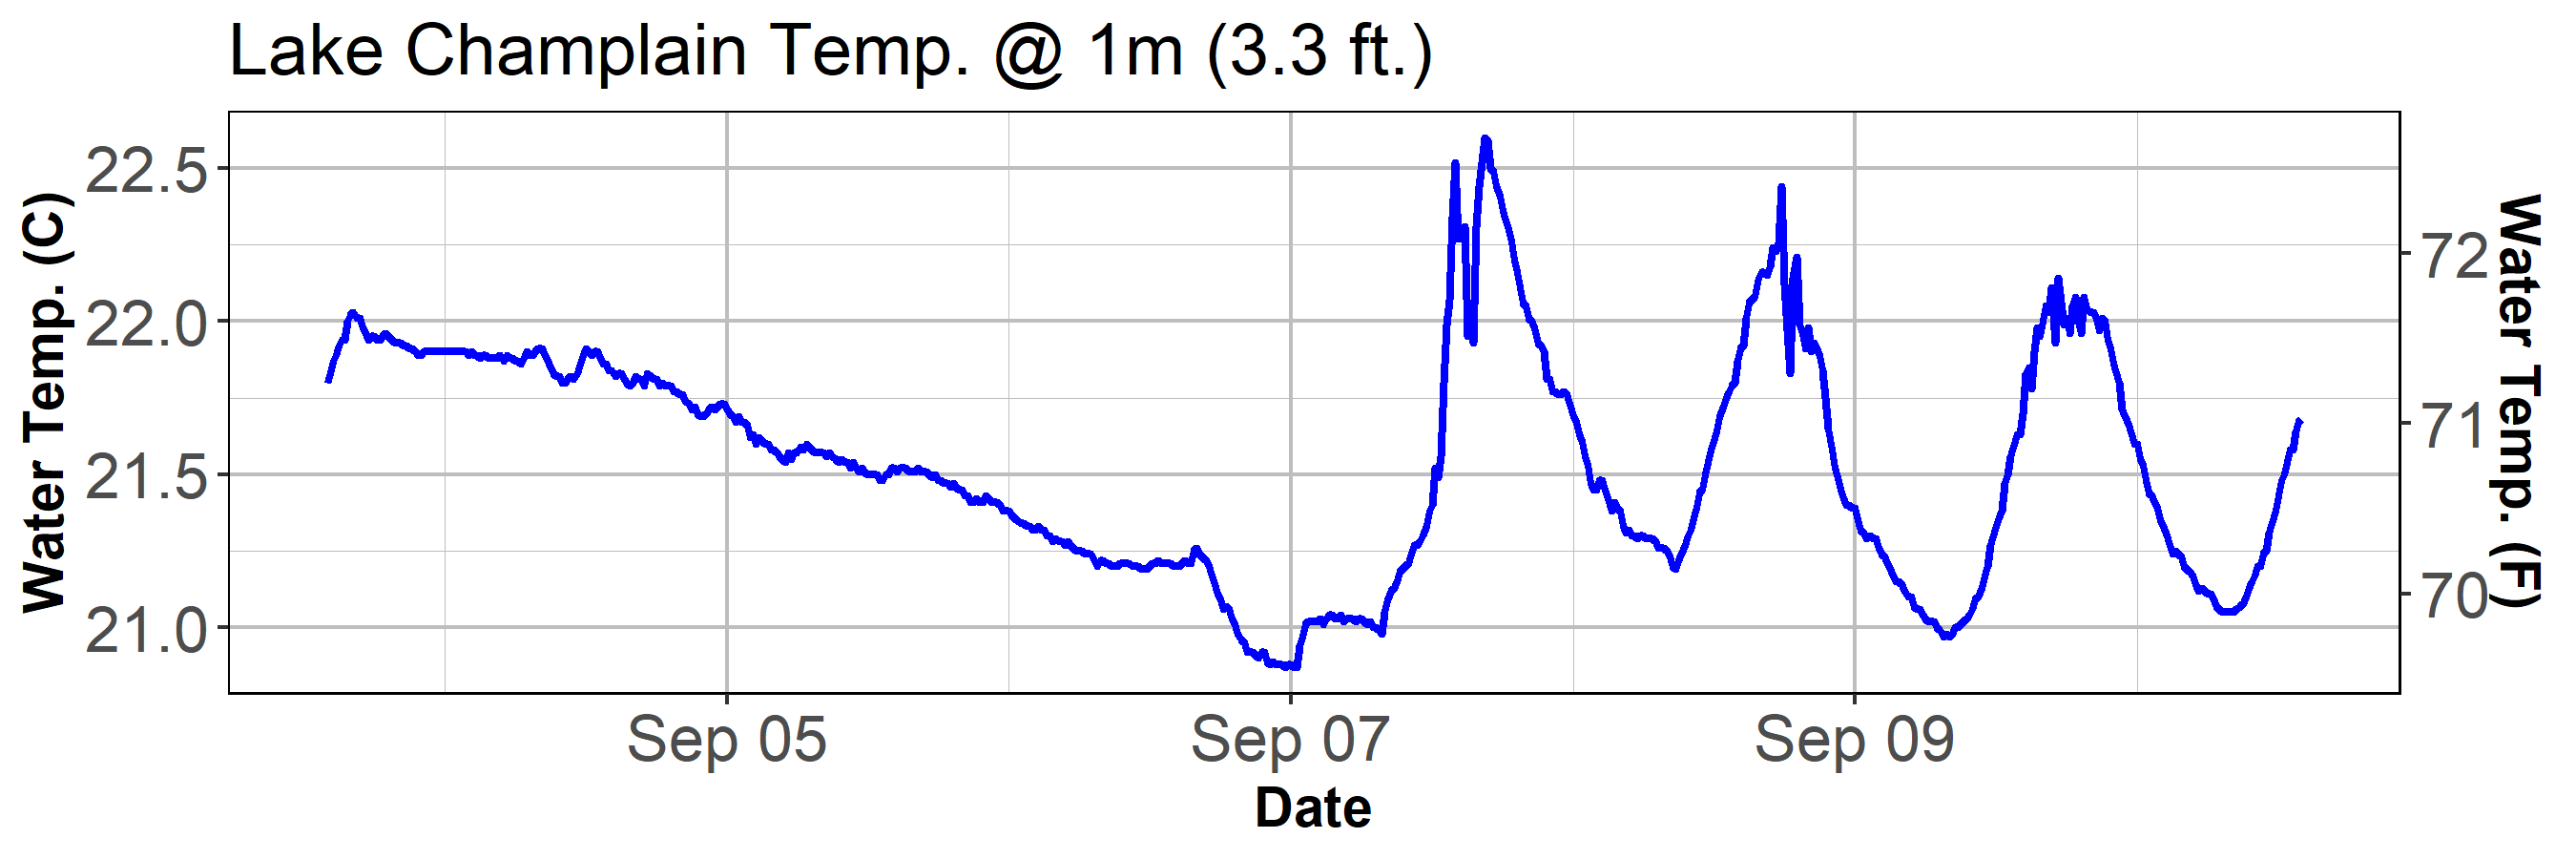 Lake Champlain Temp. @ 1m (3.3 ft.)
Water Temp. (C)
22.5
22.0
21.5
21.0
72
71
70
Water Temp. (F)
Sep 05
Sep 07
Sep 09
Date